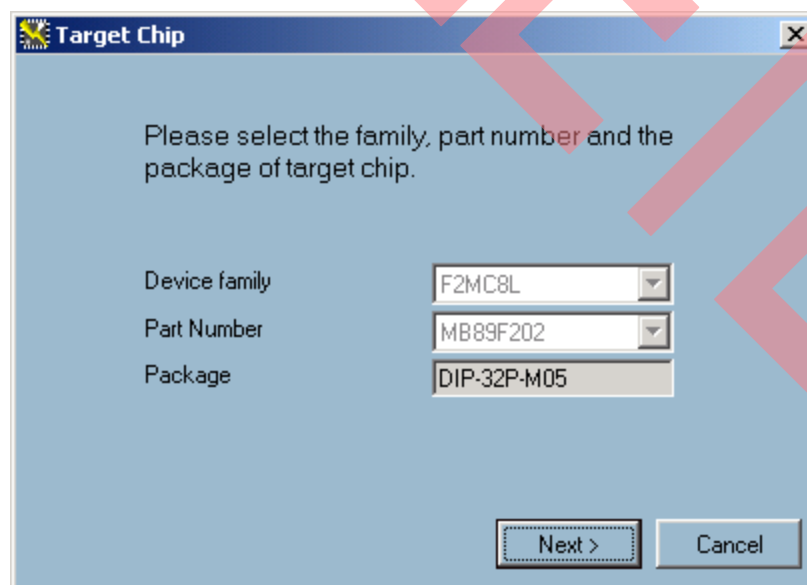 Target Chip
Please select the family, part number and the
package of target chip.
Device family
F2MC8L
Part Number
MB89F202
Package
DIP-32P-M05
Next >
Cancel